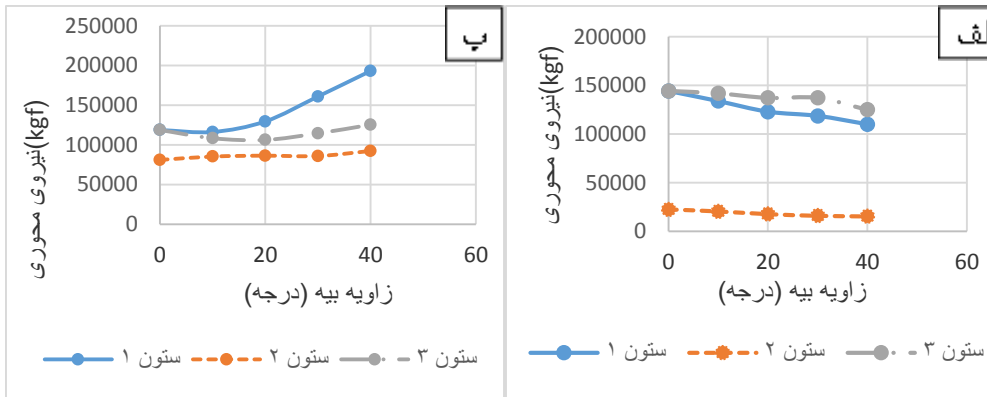 ب
250000
200000
150000
100000
50000
0
نیروی محوری(kgf)
0 20 40 60
زاویه بیه (درجه)
ستون ۱ ستون ۲ ستون ۳
لف
200000
150000
100000
50000
0
نیروی محوری(kgf)
0 20 40 60
زاویه بیه (درجه)
ستون ۱ ستون ۲ ستون ۳